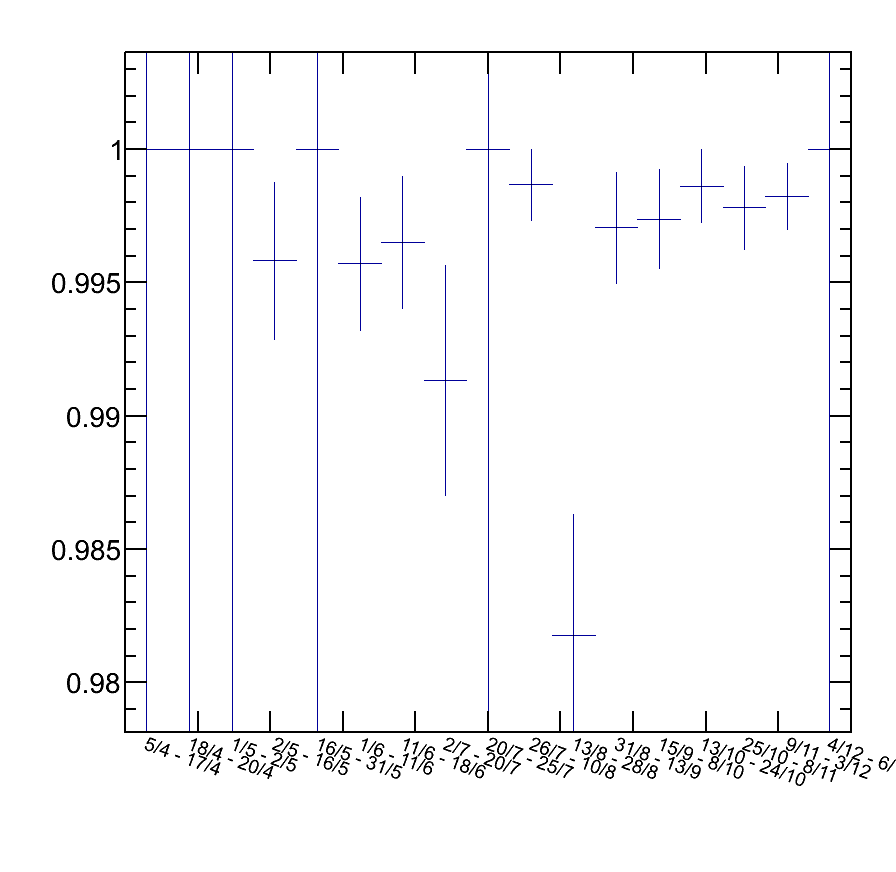 1
0.995
0.99
0.985
0.98
5/4 - 17/4
18/4 - 20/4
1/5 - 2/5
2/5 - 16/5
16/5 - 31/5
1/6 - 11/6
11/6 - 18/6
2/7 - 20/7
20/7 - 25/7
26/7 - 10/8
13/8 - 28/8
31/8 - 13/9
15/9 - 8/10
13/10 - 24/10
25/10 - 8/11
9/11 - 3/12
4/12 - 6/